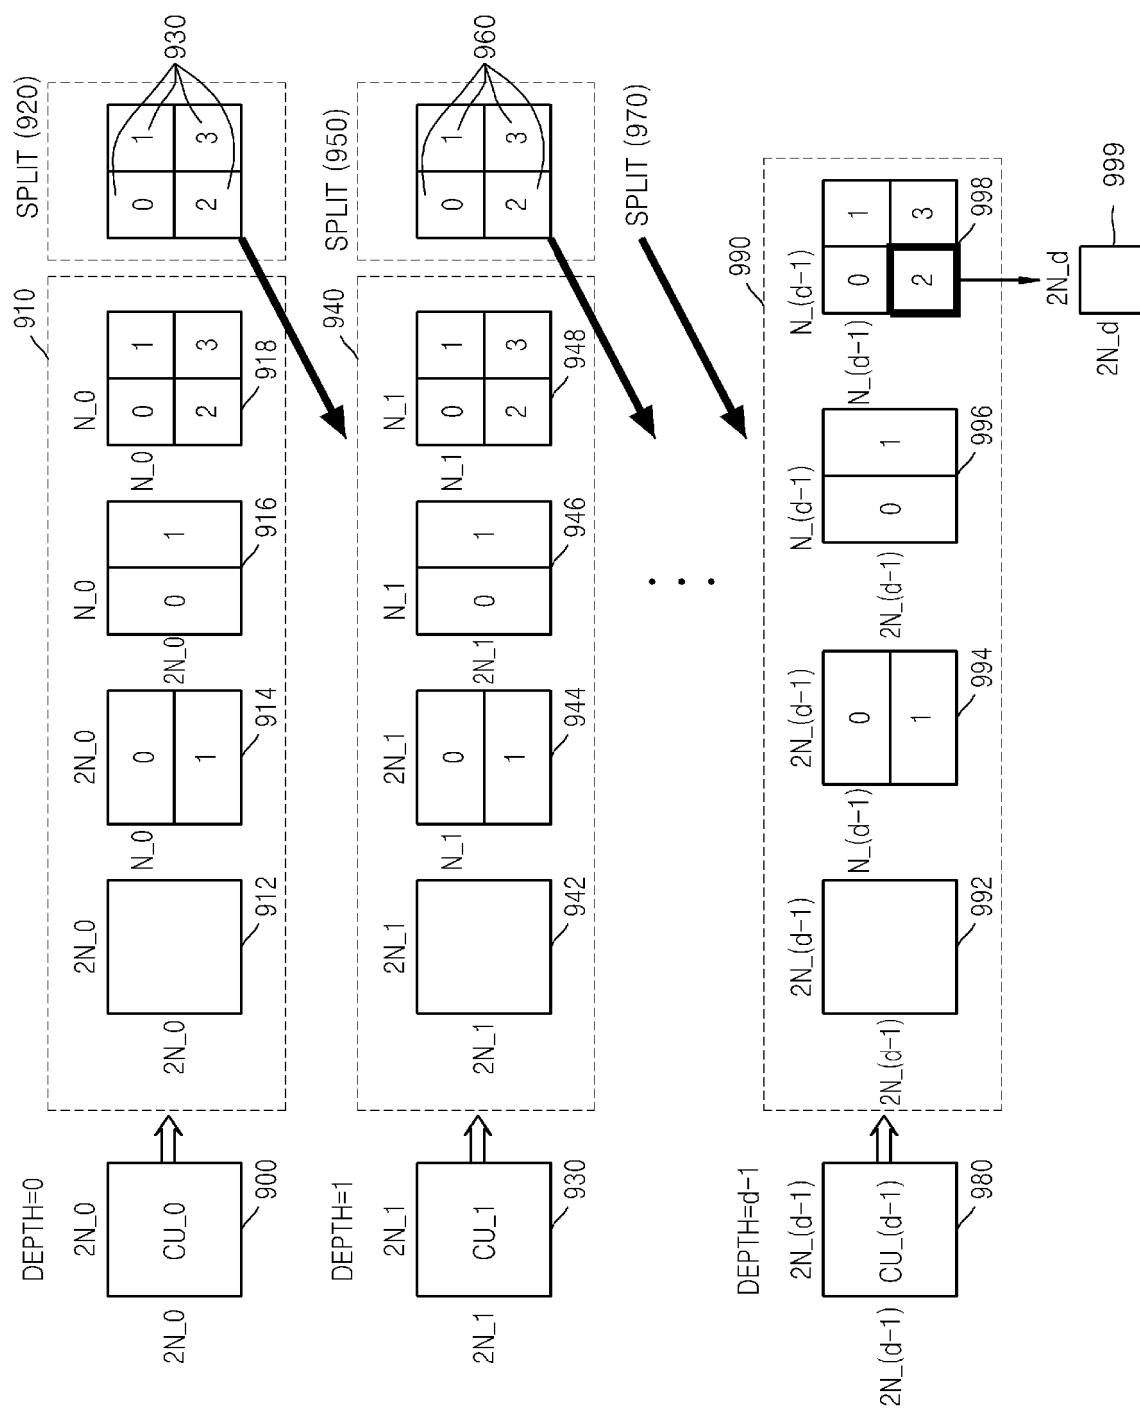 DEPTH=0
2N_0
2N_0
CU_0
900
910
2N_0
2N_0
912
2N_0
N_0
0
1
914
N_0
2N_0
0
1
916
N_0
N_0
0
1
2
3
918
SPLIT (920)
0
1
2
3
930
DEPTH=1
2N_1
2N_1
CU_1
930
940
2N_1
2N_1
942
2N_1
N_1
0
1
944
N_1
2N_1
0
1
946
N_1
N_1
0
1
2
3
948
SPLIT (950)
0
1
2
3
960
SPLIT (970)
DEPTH=d-1
2N_(d-1)
2N_(d-1)
CU_(d-1)
980
990
2N_(d-1)
2N_(d-1)
992
2N_(d-1)
N_(d-1)
0
1
994
N_(d-1)
2N_(d-1)
0
1
996
N_(d-1)
N_(d-1)
0
1
2
3
998
2N_d
2N_d
999